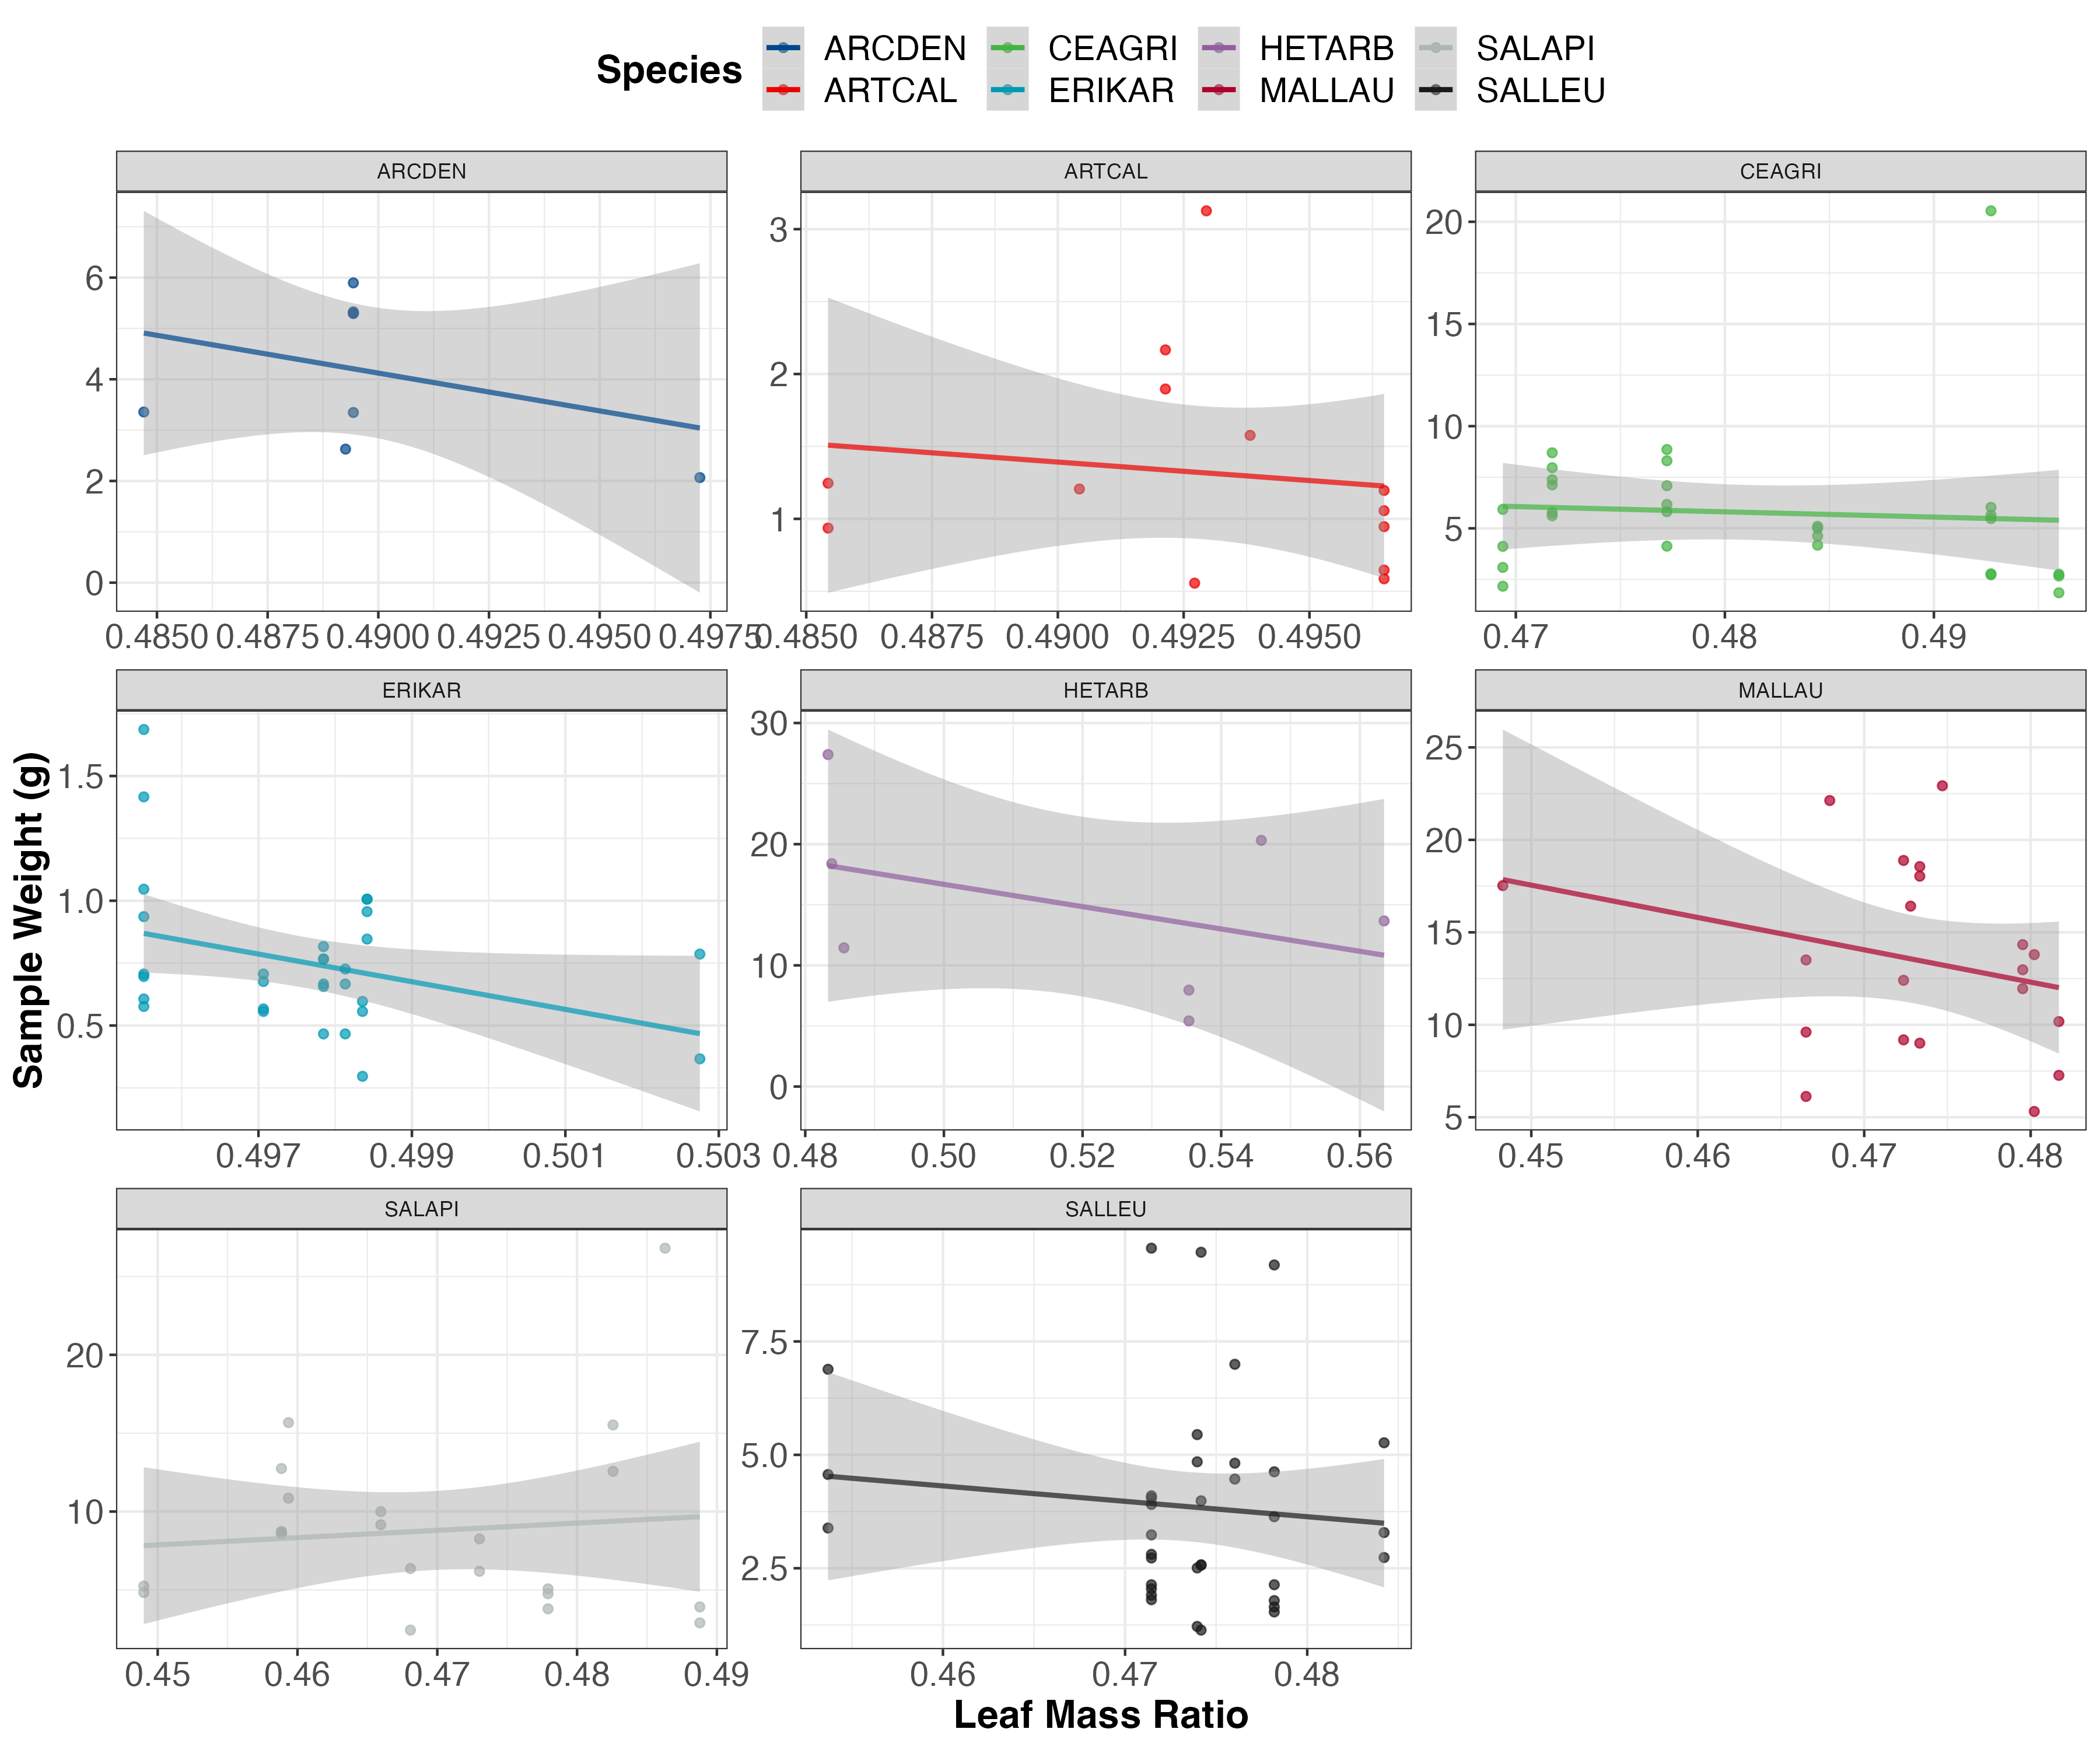 Species
ARCDEN CEAGRI HETARB SALAPI
ARTCAL ERIKAR MALLAU SALLEU
ARCDEN ARTCAL CEAGRI
6
4
2
0
3
2
1
20
15
10
5
0.4850 0.4875 0.4900 0.4925 0.4950 0.4975
0.4850 0.4875 0.4900 0.4925 0.4950
0.47 0.48 0.49
ERIKAR HETARB MALLAU
Sample Weight (g)
1.5
1.0
0.5
30
20
10
0
25
20
15
10
5
0.497 0.499 0.501 0.503
0.48 0.50 0.52 0.54 0.56
0.45 0.46 0.47 0.48
SALAPI SALLEU
20
10
7.5
5.0
2.5
0.45 0.46 0.47 0.48 0.49
0.46 0.47 0.48
Leaf Mass Ratio